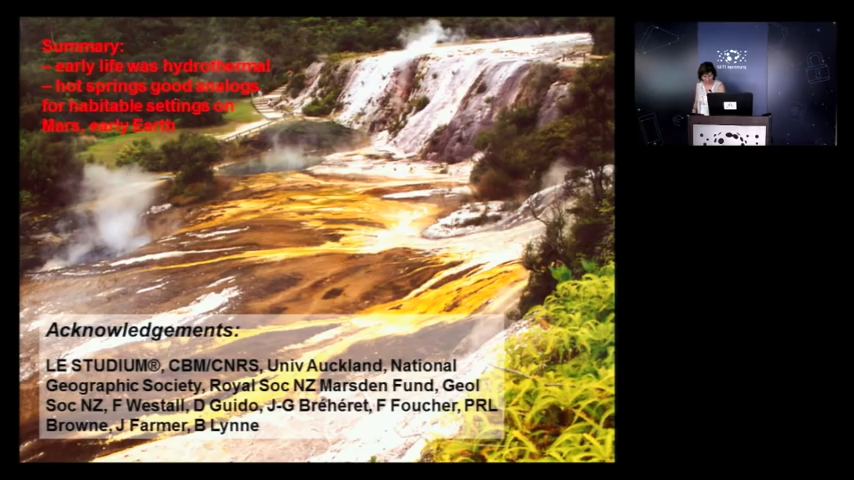 Summary:
– early life was hydrothermal
– hot springs good analogs
for habitable settings on
Mars, early Earth
Acknowledgements:
LE STUDIUM®, CBM/CNRS, Univ Auckland, National
Geographic Society, Royal Soc NZ Marsden Fund, Geol
Soc NZ, F Westall, D Guido, J-G Bréhéret, F Foucher, PRL
Browne, J Farmer, B Lynne